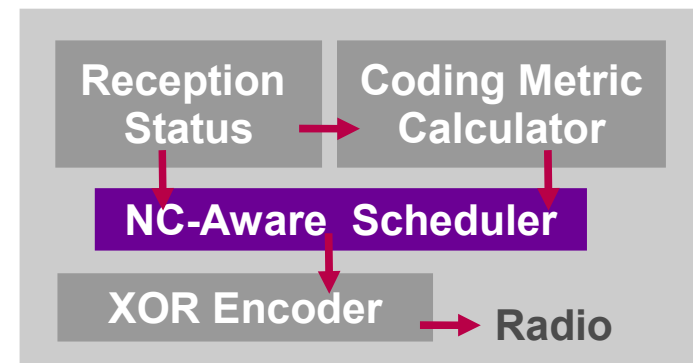 Reception
Status
Coding Metric
Calculator
NC-Aware Scheduler
XOR Encoder
Radio